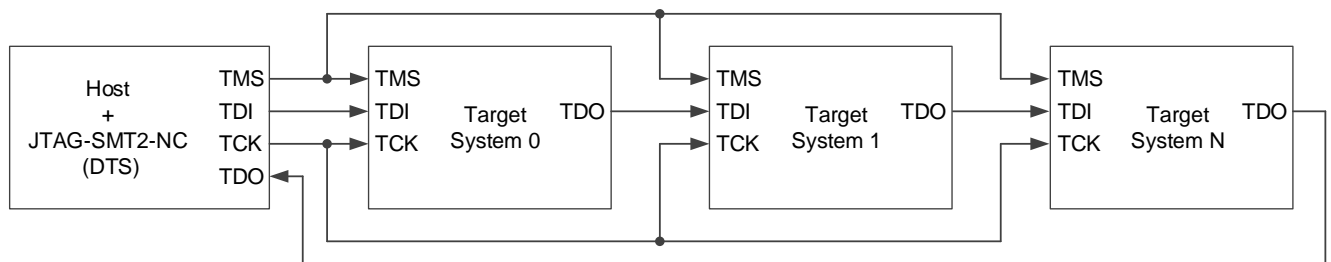 Host
+
JTAG-SMT2-NC
(DTS)
TMS
TDI
TCK
TDO
TMS
TDI
TCK
Target
System 0
TDO
TMS
TDI
TCK
Target
System 1
TDO
TMS
TDI
TCK
Target
System N
TDO